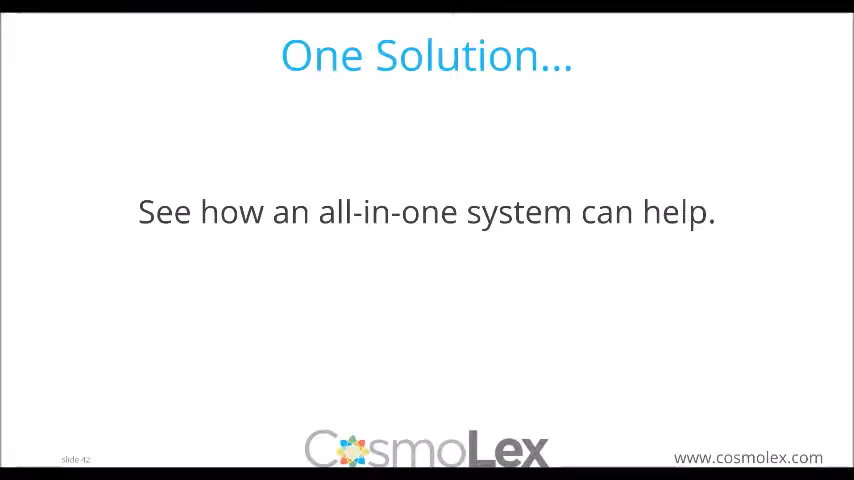 One Solution...
See how an all-in-one system can help.
slide 42
CosmoLex
www.cosmolex.com